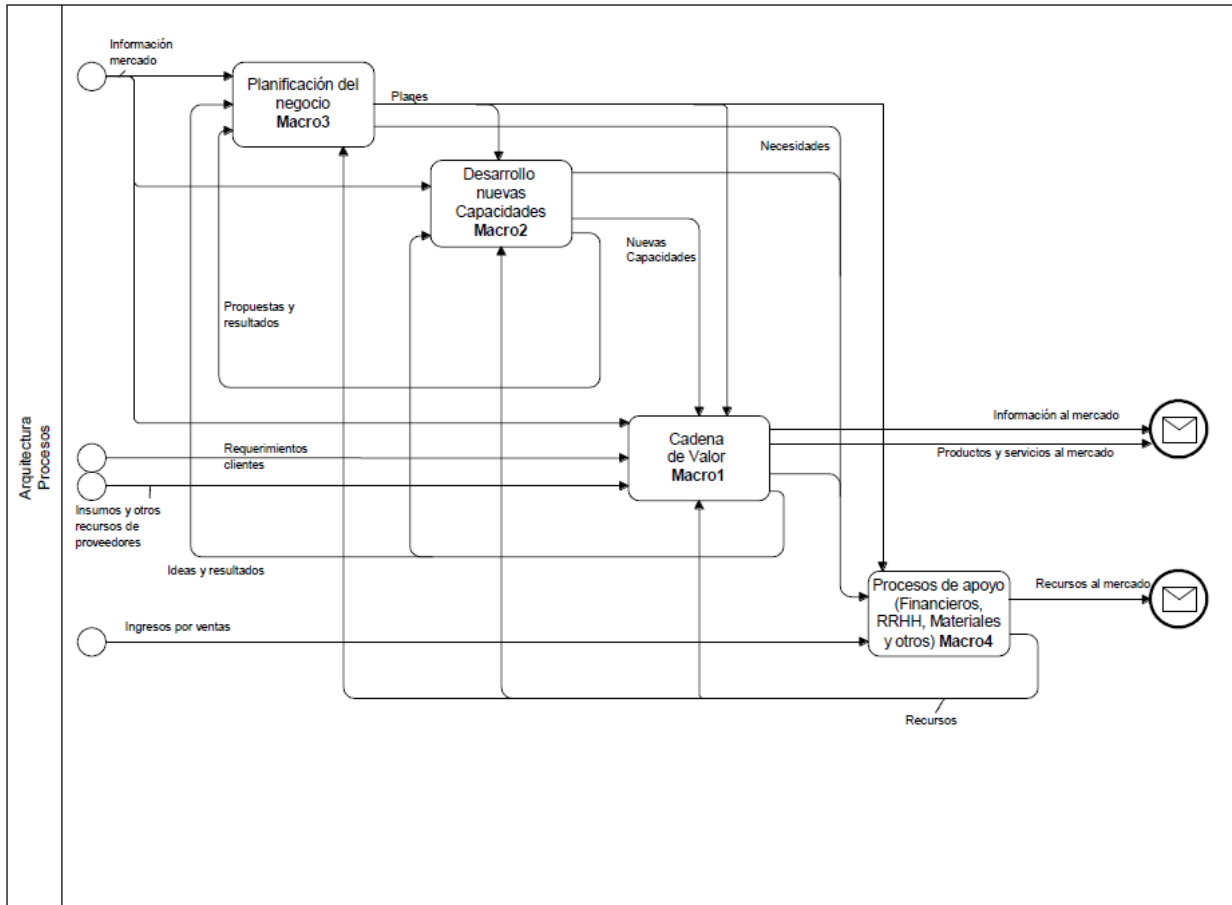 Arquitectura
Procesos
Información
mercado
Planificación del
negocio
Macro3
Planes
Necesidades
Desarrollo
nuevas
Capacidades
Macro2
Nuevas
Capacidades
Propuestas y
resultados
Cadena
de Valor
Macro1
Información al mercado
Productos y servicios al mercado
Requerimientos
clientes
Insumos y otros
recursos de
proveedores
Ideas y resultados
Procesos de apoyo
(Financieros,
RRHH, Materiales
y otros) Macro4
Recursos al mercado
Ingresos por ventas
Recursos